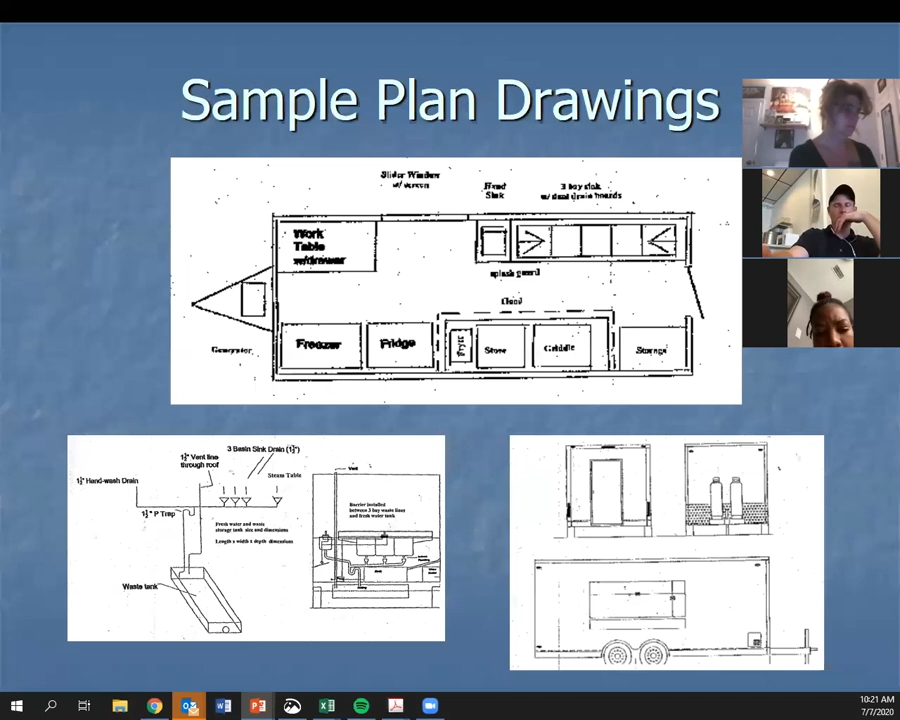 Sample Plan Drawings
Slider Window
w/ screen
Hand
Sink
3 bay sink
w/ dual drain boards
Work
Table
w/drawer
splash guard
Hood
Generator
Freezer
Fridge
Fryer
Stove
Griddle
Storage
3 Basin Sink Drain (1½")
1½" Vent line
through roof
Steam Table
1½" Hand-wash Drain
1½" P Trap
Fresh water and waste
storage tank size and dimensions
Length x width x depth dimensions
Waste tank
Vent
Barrier installed
between 3 bay waste lines
and fresh water tank
10:21 AM
7/7/2020